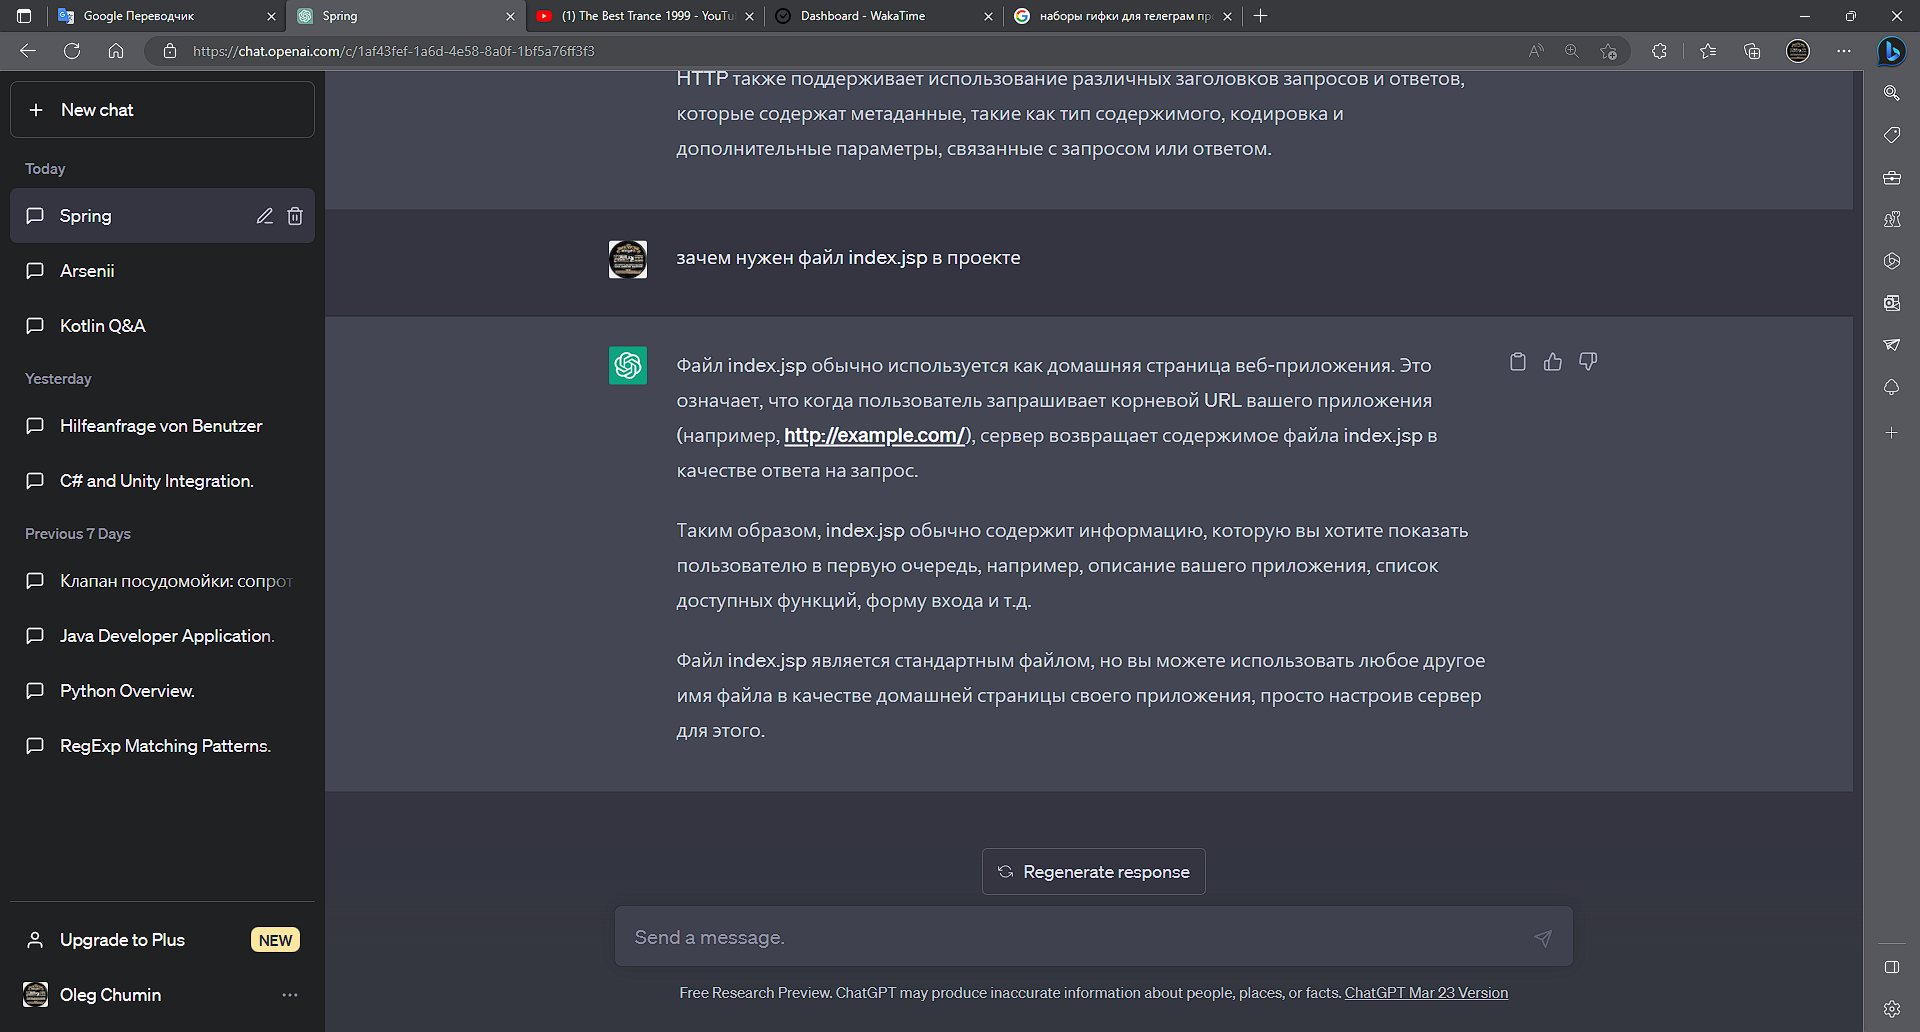 Google Переводчик
Spring
(1) The Best Trance 1999 - YouTu
Dashboard - WakaTime
наборы гифки для телеграм пр
https://chat.openai.com/c/1af43fef-1a6d-4e58-8a0f-1bf5a76ff3f3
New chat
Today
Spring
Arsenii
Kotlin Q&A
Yesterday
Hilfeanfrage von Benutzer
C# and Unity Integration.
Previous 7 Days
Клапан посудомойки: сопрот
Java Developer Application.
Python Overview.
RegExp Matching Patterns.
Upgrade to Plus
NEW
Oleg Chumin
HTTP также поддерживает использование различных заголовков запросов и ответов,
которые содержат метаданные, такие как тип содержимого, кодировка и
дополнительные параметры, связанные с запросом или ответом.
зачем нужен файл index.jsp в проекте
Файл index.jsp обычно используется как домашняя страница веб-приложения. Это
означает, что когда пользователь запрашивает корневой URL вашего приложения
(например, http://example.com/), сервер возвращает содержимое файла index.jsp в
качестве ответа на запрос.
Таким образом, index.jsp обычно содержит информацию, которую вы хотите показать
пользователю в первую очередь, например, описание вашего приложения, список
доступных функций, форму входа и т.д.
Файл index.jsp является стандартным файлом, но вы можете использовать любое другое
имя файла в качестве домашней страницы своего приложения, просто настроив сервер
для этого.
Regenerate response
Send a message.
Free Research Preview. ChatGPT may produce inaccurate information about people, places, or facts. ChatGPT Mar 23 Version